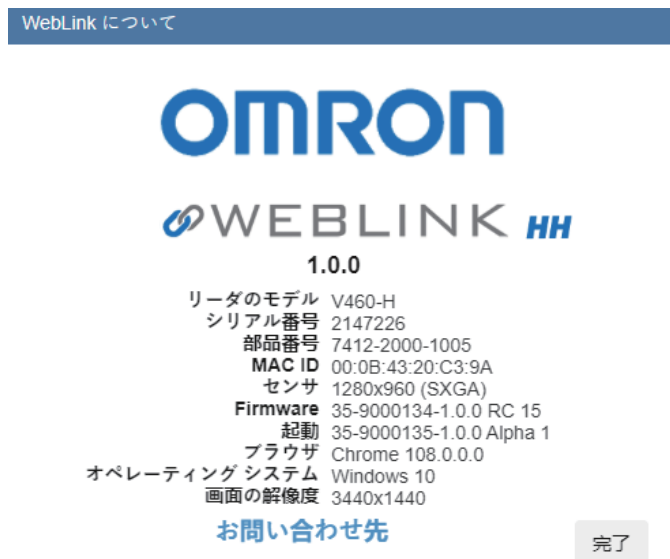 WebLink について
OMRON
WEBLINK HH
1.0.0
リーダのモデル V460-H
シリアル番号 2147226
部品番号 7412-2000-1005
MAC ID 00:0B:43:20:C3:9A
センサ 1280x960 (SXGA)
Firmware 35-9000134-1.0.0 RC 15
起動 35-9000135-1.0.0 Alpha 1
ブラウザ Chrome 108.0.0.0
オペレーティング システム Windows 10
画面の解像度 3440x1440
お問い合わせ先
完了